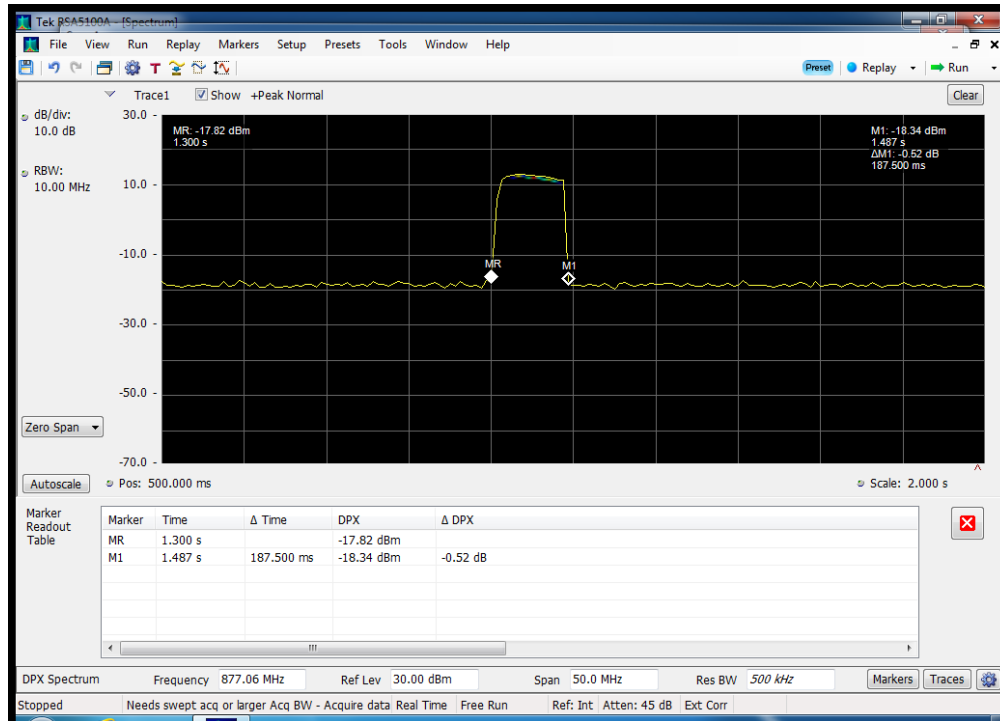 Tek RSA5100A - [Spectrum]
File View Run Replay Markers Setup Presets Tools Window Help
T Preset Replay Run
Trace1 Show +Peak Normal Clear
dB/div:
10.0 dB
RBW:
10.00 MHz
30.0
10.0
-10.0
-30.0
-50.0
-70.0
MR: -17.82 dBm
1.300 s
M1: -18.34 dBm
1.487 s
ΔM1: -0.52 dB
187.500 ms
MR
M1
Zero Span
Autoscale Pos: 500.000 ms Scale: 2.000 s
Marker
Readout
Table
Marker Time Δ Time DPX Δ DPX
MR 1.300 s -17.82 dBm
M1 1.487 s 187.500 ms -18.34 dBm -0.52 dB
DPX Spectrum Frequency 877.06 MHz Ref Lev 30.00 dBm Span 50.0 MHz Res BW 500 kHz Markers Traces
Stopped Needs swept acq or larger Acq BW - Acquire data Real Time Free Run Ref: Int Atten: 45 dB Ext Corr